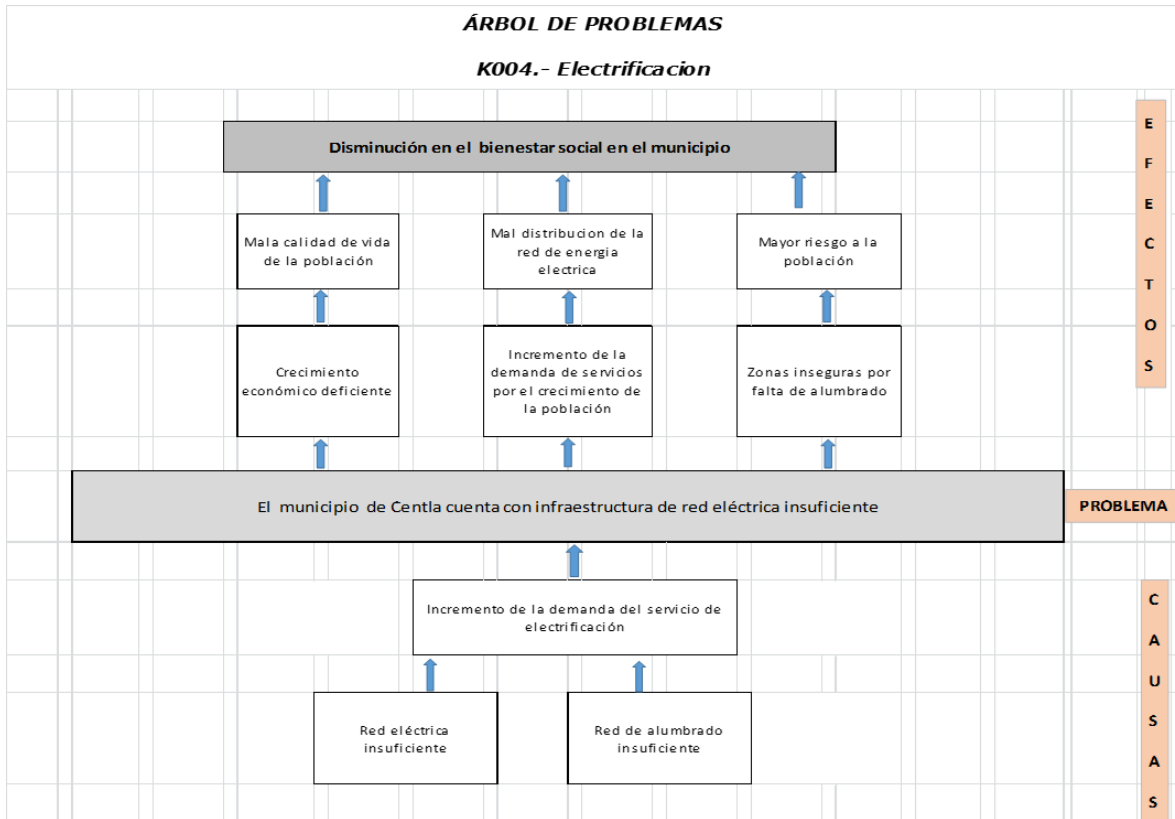 ÁRBOL DE PROBLEMAS
K004.- Electrificacion
E
F
E
C
T
O
S
Disminución en el bienestar social en el municipio
Mala calidad de vida
de la población
Mal distribucion de la
red de energia
electrica
Mayor riesgo a la
población
Crecimiento
económico deficiente
Incremento de la
demanda de servicios
por el crecimiento de
la población
Zonas inseguras por
falta de alumbrado
El municipio de Centla cuenta con infraestructura de red eléctrica insuficiente
PROBLEMA
Incremento de la demanda del servicio de
electrificación
Red eléctrica
insuficiente
Red de alumbrado
insuficiente
C
A
U
S
A
S